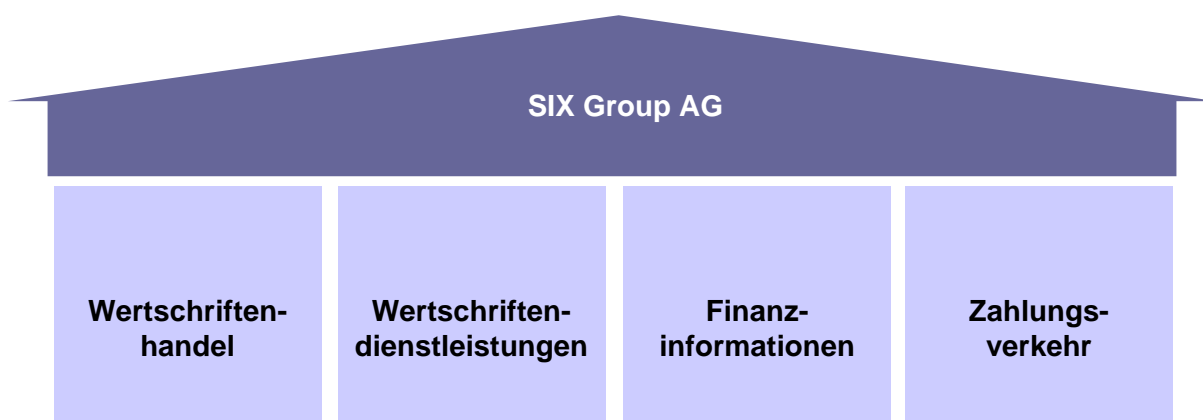 SIX Group AG
Wertschriften-
handel
Wertschriften-
dienstleistungen
Finanz-
informationen
Zahlungs-
verkehr